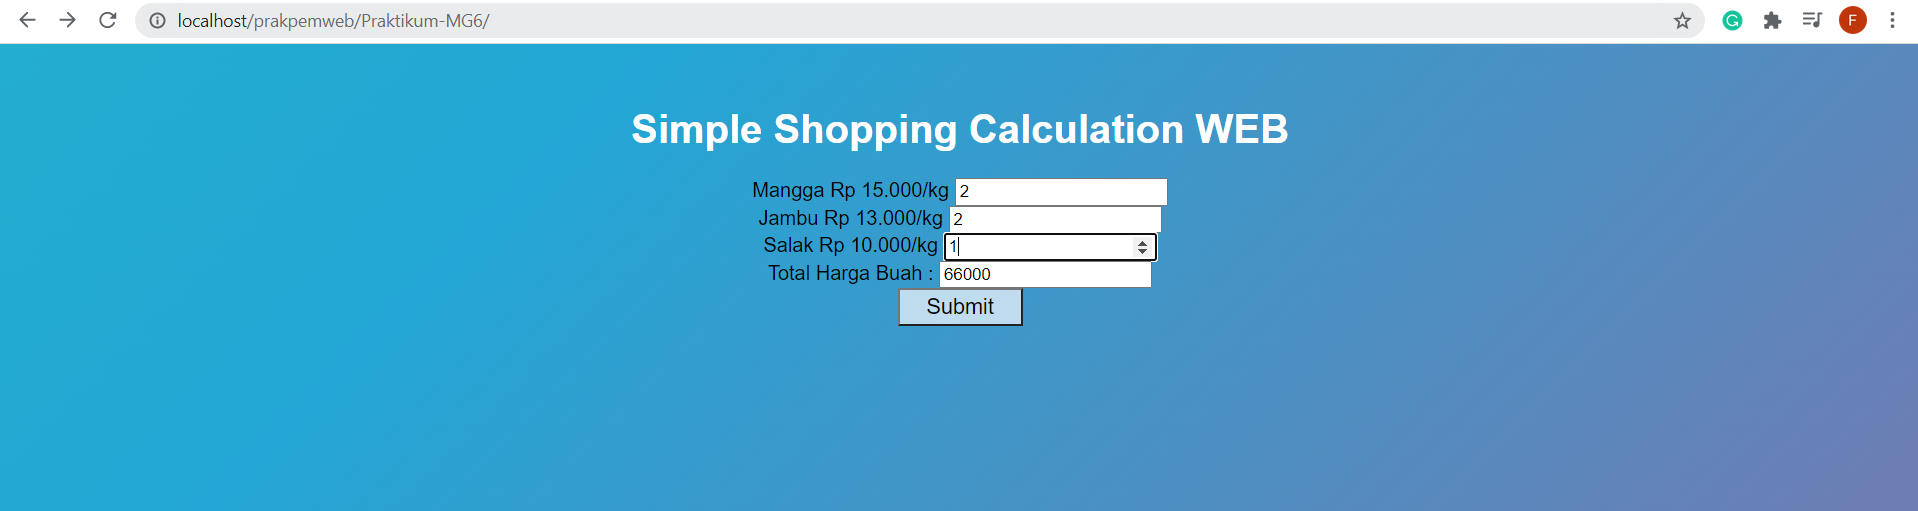 localhost/prakpemweb/Praktikum-MG6/
F
Simple Shopping Calculation WEB
Mangga Rp 15.000/kg 2
Jambu Rp 13.000/kg 2
Salak Rp 10.000/kg 1
Total Harga Buah : 66000
Submit